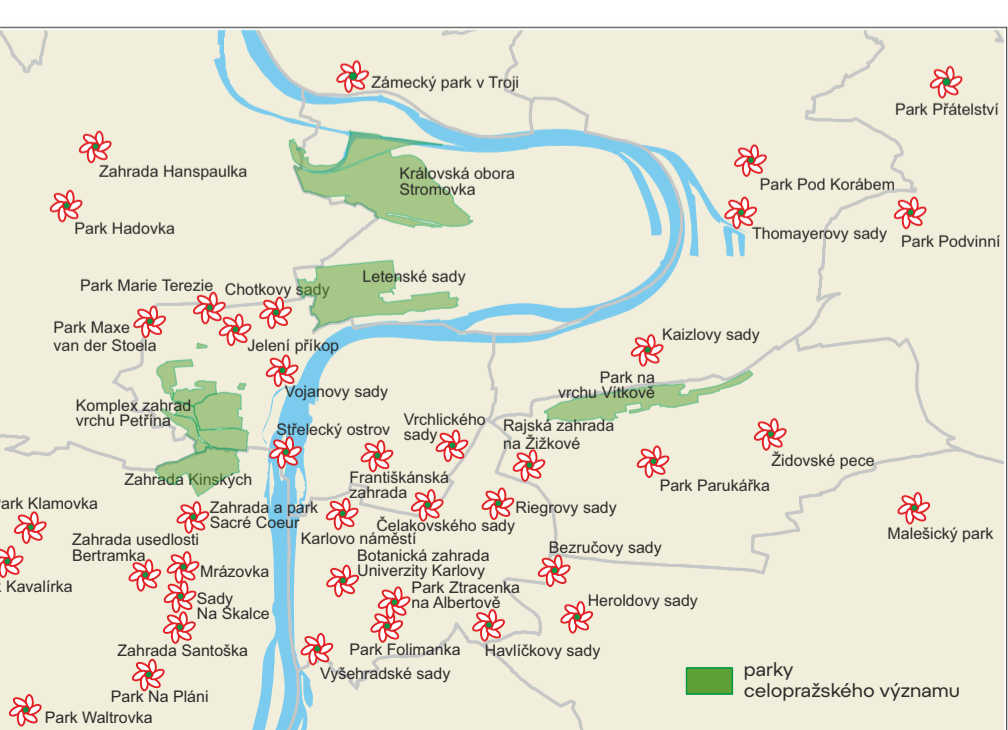 Zámecký park v Troji
Park Přátelství
Zahrada Hanspaulka
Královská obora
Stromovka
Park Pod Korábem
Park Hadovka
Thomayerovy sady
Park Podvinní
Letenské sady
Park Marie Terezie
Chotkovy sady
Park Maxe
van der Stoela
Jelení příkop
Kaizlovy sady
Park na
vrchu Vítkově
Vojanovy sady
Komplex zahrad
vrchu Petřína
Střelecký ostrov
Vrchlického
sady
Rajská zahrada
na Žižkově
Židovské pece
Zahrada Kinských
Františkánská
zahrada
Park Parukářka
Park Klamovka
Zahrada a park
Sacré Coeur
Čelakovského sady
Riegrovy sady
Malešický park
Karlovo náměstí
Zahrada usedlosti
Bertramka
Mrázovka
Botanická zahrada
Univerzity Karlovy
Bezručovy sady
k Kavalírka
Sady
Na Skalce
Park Ztracenka
na Albertově
Heroldovy sady
Zahrada Santoška
Park Folimanka
Havlíčkovy sady
Vyšehradské sady
Park Na Pláni
Park Waltrovka
parky
celopražského významu